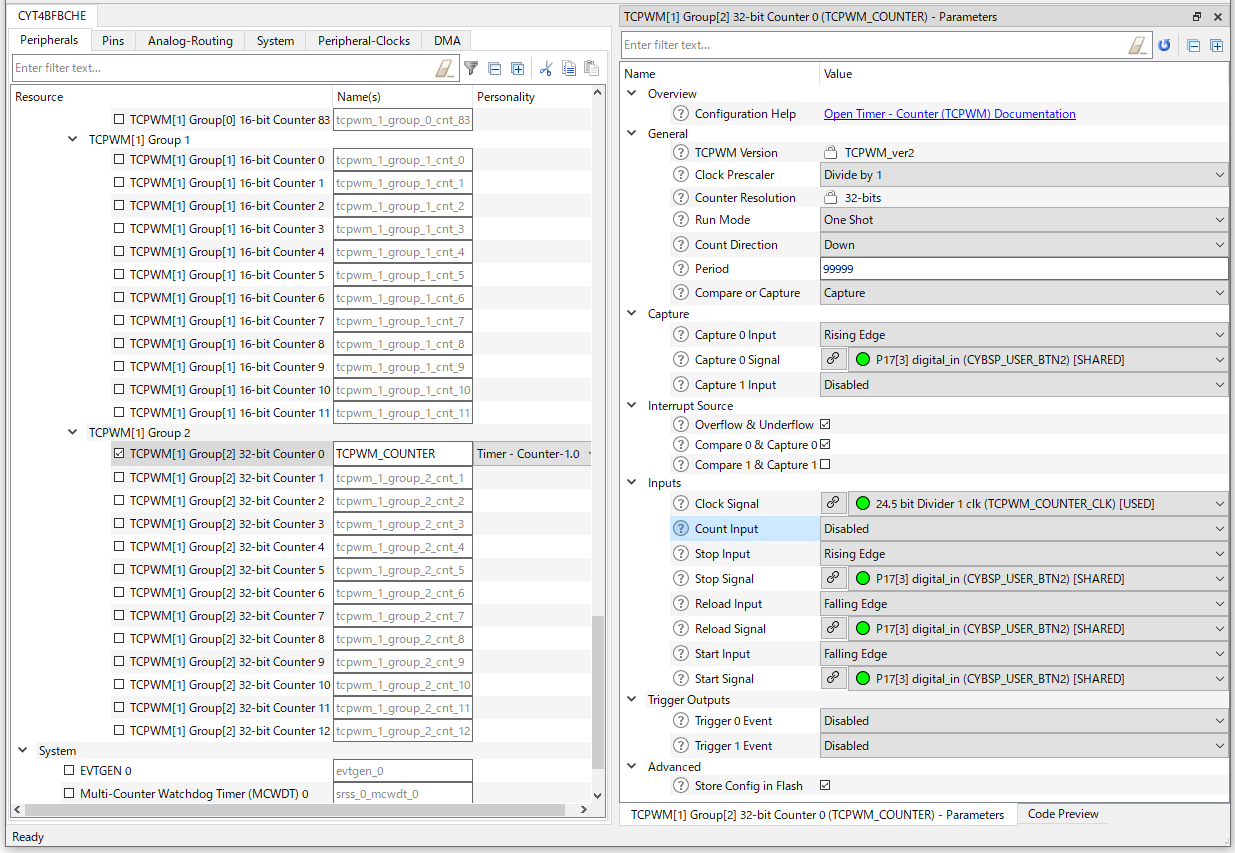 CYT4BFBCHE
Peripherals Pins Analog-Routing System Peripheral-Clocks DMA
Enter filter text...
Resource Name(s) Personality
TCPWM[1] Group[0] 16-bit Counter 83 tcpwm_1_group_0_cnt_83
TCPWM[1] Group 1
TCPWM[1] Group[1] 16-bit Counter 0 tcpwm_1_group_1_cnt_0
TCPWM[1] Group[1] 16-bit Counter 1 tcpwm_1_group_1_cnt_1
TCPWM[1] Group[1] 16-bit Counter 2 tcpwm_1_group_1_cnt_2
TCPWM[1] Group[1] 16-bit Counter 3 tcpwm_1_group_1_cnt_3
TCPWM[1] Group[1] 16-bit Counter 4 tcpwm_1_group_1_cnt_4
TCPWM[1] Group[1] 16-bit Counter 5 tcpwm_1_group_1_cnt_5
TCPWM[1] Group[1] 16-bit Counter 6 tcpwm_1_group_1_cnt_6
TCPWM[1] Group[1] 16-bit Counter 7 tcpwm_1_group_1_cnt_7
TCPWM[1] Group[1] 16-bit Counter 8 tcpwm_1_group_1_cnt_8
TCPWM[1] Group[1] 16-bit Counter 9 tcpwm_1_group_1_cnt_9
TCPWM[1] Group[1] 16-bit Counter 10 tcpwm_1_group_1_cnt_10
TCPWM[1] Group[1] 16-bit Counter 11 tcpwm_1_group_1_cnt_11
TCPWM[1] Group 2
TCPWM[1] Group[2] 32-bit Counter 0 TCPWM_COUNTER Timer - Counter-1.0
TCPWM[1] Group[2] 32-bit Counter 1 tcpwm_1_group_2_cnt_1
TCPWM[1] Group[2] 32-bit Counter 2 tcpwm_1_group_2_cnt_2
TCPWM[1] Group[2] 32-bit Counter 3 tcpwm_1_group_2_cnt_3
TCPWM[1] Group[2] 32-bit Counter 4 tcpwm_1_group_2_cnt_4
TCPWM[1] Group[2] 32-bit Counter 5 tcpwm_1_group_2_cnt_5
TCPWM[1] Group[2] 32-bit Counter 6 tcpwm_1_group_2_cnt_6
TCPWM[1] Group[2] 32-bit Counter 7 tcpwm_1_group_2_cnt_7
TCPWM[1] Group[2] 32-bit Counter 8 tcpwm_1_group_2_cnt_8
TCPWM[1] Group[2] 32-bit Counter 9 tcpwm_1_group_2_cnt_9
TCPWM[1] Group[2] 32-bit Counter 10 tcpwm_1_group_2_cnt_10
TCPWM[1] Group[2] 32-bit Counter 11 tcpwm_1_group_2_cnt_11
TCPWM[1] Group[2] 32-bit Counter 12 tcpwm_1_group_2_cnt_12
System
EVTGEN 0 evtgen_0
Multi-Counter Watchdog Timer (MCWDT) 0 srss_0_mcwdt_0
Ready
TCPWM[1] Group[2] 32-bit Counter 0 (TCPWM_COUNTER) - Parameters
Enter filter text...
Name Value
Overview
Configuration Help Open Timer - Counter (TCPWM) Documentation
General
TCPWM Version TCPWM_ver2
Clock Prescaler Divide by 1
Counter Resolution 32-bits
Run Mode One Shot
Count Direction Down
Period 99999
Compare or Capture Capture
Capture
Capture 0 Input Rising Edge
Capture 0 Signal P17[3] digital_in (CYBSP_USER_BTN2) [SHARED]
Capture 1 Input Disabled
Interrupt Source
Overflow & Underflow
Compare 0 & Capture 0
Compare 1 & Capture 1
Inputs
Clock Signal 24.5 bit Divider 1 clk (TCPWM_COUNTER_CLK) [USED]
Count Input Disabled
Stop Input Rising Edge
Stop Signal P17[3] digital_in (CYBSP_USER_BTN2) [SHARED]
Reload Input Falling Edge
Reload Signal P17[3] digital_in (CYBSP_USER_BTN2) [SHARED]
Start Input Falling Edge
Start Signal P17[3] digital_in (CYBSP_USER_BTN2) [SHARED]
Trigger Outputs
Trigger 0 Event Disabled
Trigger 1 Event Disabled
Advanced
Store Config in Flash
TCPWM[1] Group[2] 32-bit Counter 0 (TCPWM_COUNTER) - Parameters Code Preview